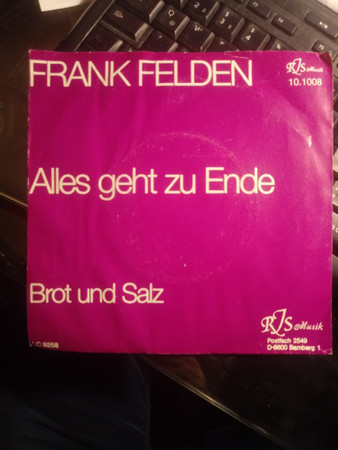 FRANK FELDEN
RJS Musik
10.1008
Alles geht zu Ende
Brot und Salz
RJS Musik
Postfach 2549
D-8600 Bamberg 1
9258